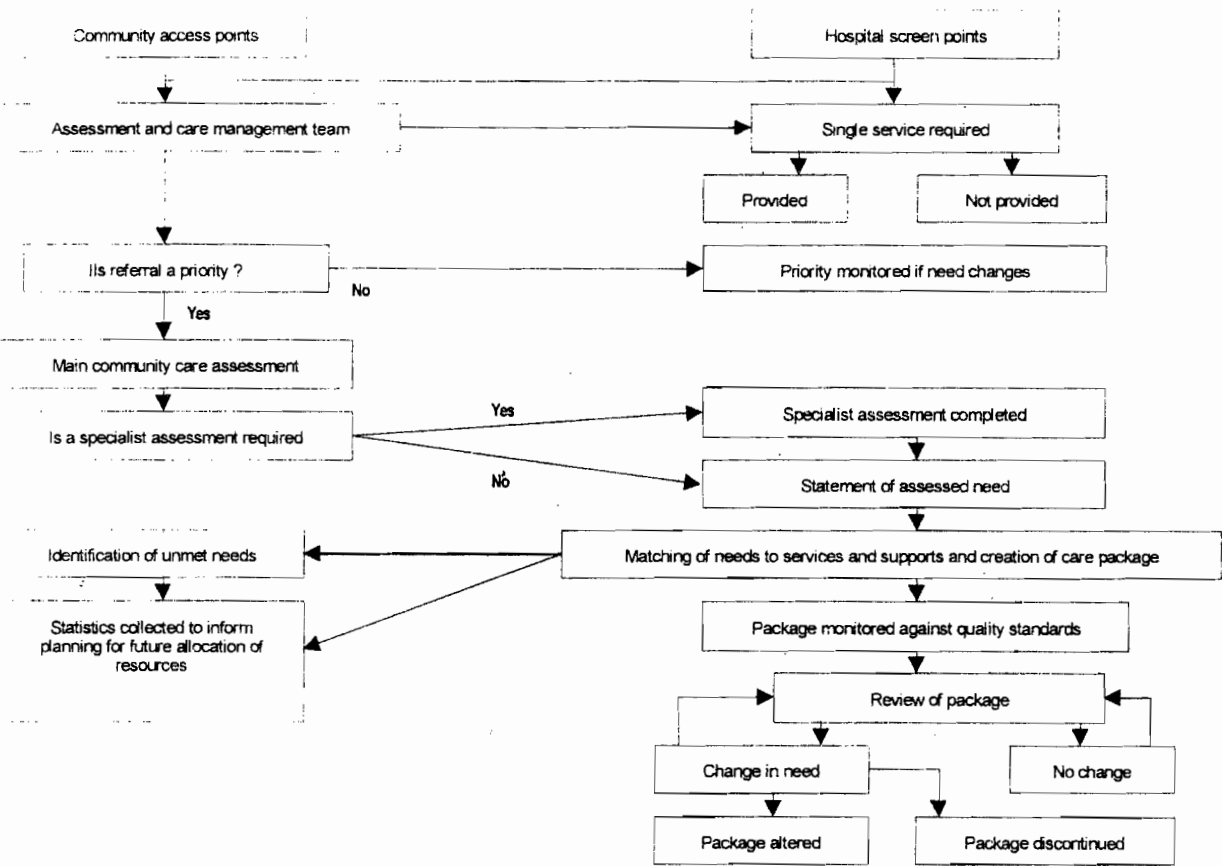 Community access points
Hospital screen points
Assessment and care management team
Single service required
Provided
Not provided
IIs referral a priority ?
No
Priority monitored if need changes
Yes
Main community care assessment
Is a specialist assessment required
Yes
Specialist assessment completed
No
Statement of assessed need
Identification of unmet needs
Matching of needs to services and supports and creation of care package
Statistics collected to inform
planning for future allocation of
resources
Package monitored against quality standards
Review of package
Change in need
No change
Package altered
Package discontinued